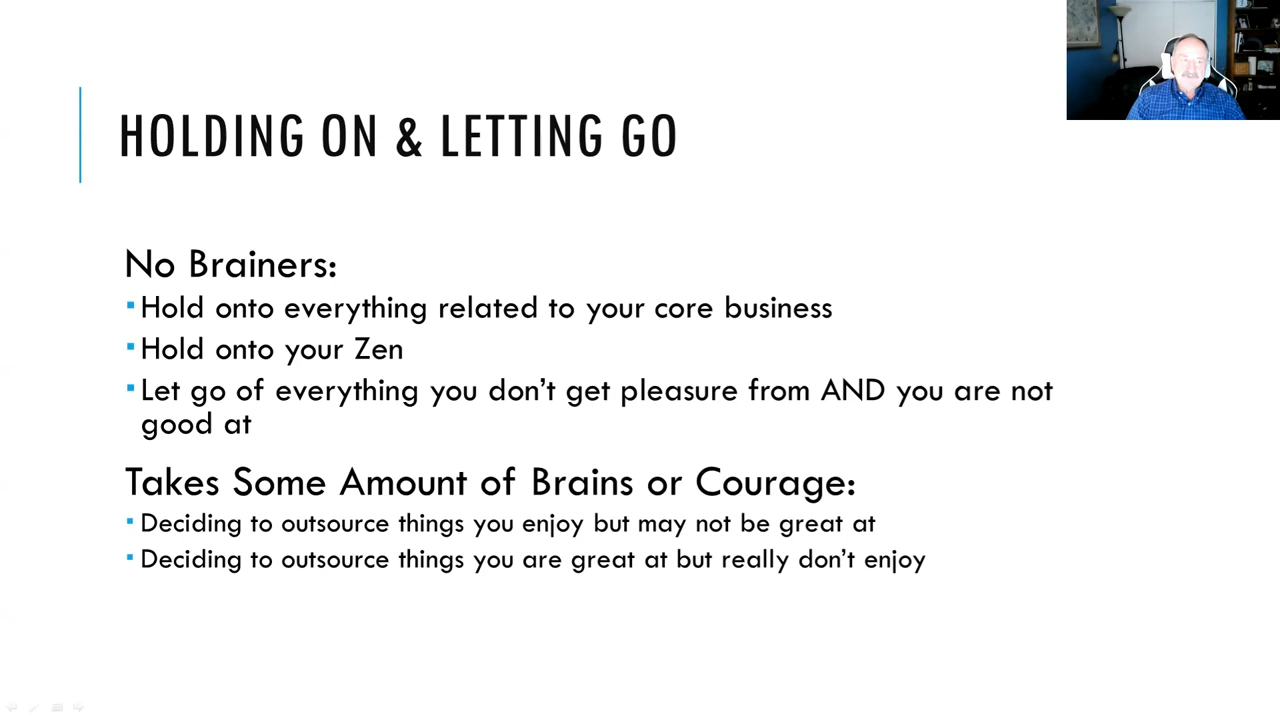 HOLDING ON & LETTING GO
No Brainers:
Hold onto everything related to your core business
Hold onto your Zen
Let go of everything you don’t get pleasure from AND you are not
good at
Takes Some Amount of Brains or Courage:
Deciding to outsource things you enjoy but may not be great at
Deciding to outsource things you are great at but really don’t enjoy